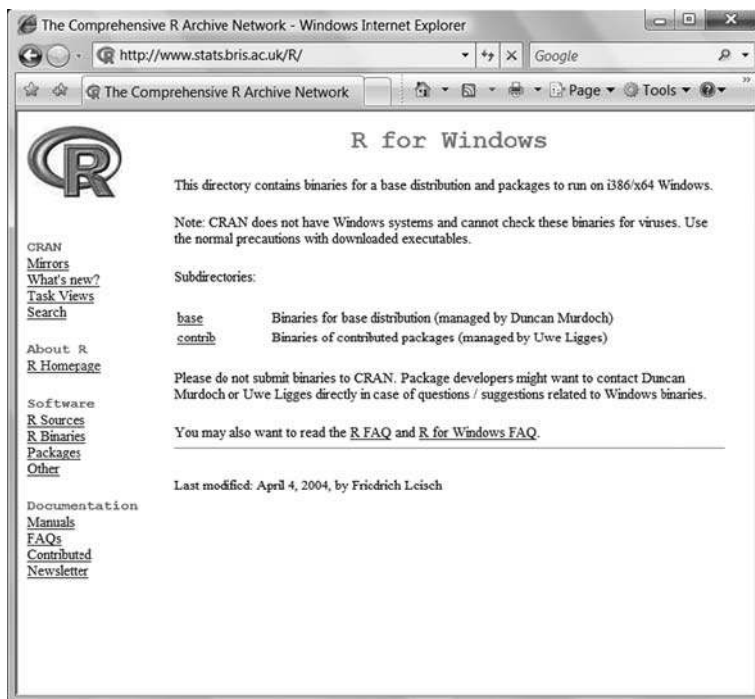 The Comprehensive R Archive Network - Windows Internet Explorer
http://www.stats.bris.ac.uk/R/
Google
The Comprehensive R Archive Network
Page
Tools
R
R for Windows
This directory contains binaries for a base distribution and packages to run on i386/x64 Windows.
Note: CRAN does not have Windows systems and cannot check these binaries for viruses. Use
the normal precautions with downloaded executables.
Subdirectories:
base Binaries for base distribution (managed by Duncan Murdoch)
contrib Binaries of contributed packages (managed by Uwe Ligges)
Please do not submit binaries to CRAN. Package developers might want to contact Duncan
Murdoch or Uwe Ligges directly in case of questions / suggestions related to Windows binaries.
You may also want to read the R FAQ and R for Windows FAQ.
Last modified: April 4, 2004, by Friedrich Leisch
CRAN
Mirrors
What's new?
Task Views
Search
About R
R Homepage
Software
R Sources
R Binaries
Packages
Other
Documentation
Manuals
FAQs
Contributed
Newsletter